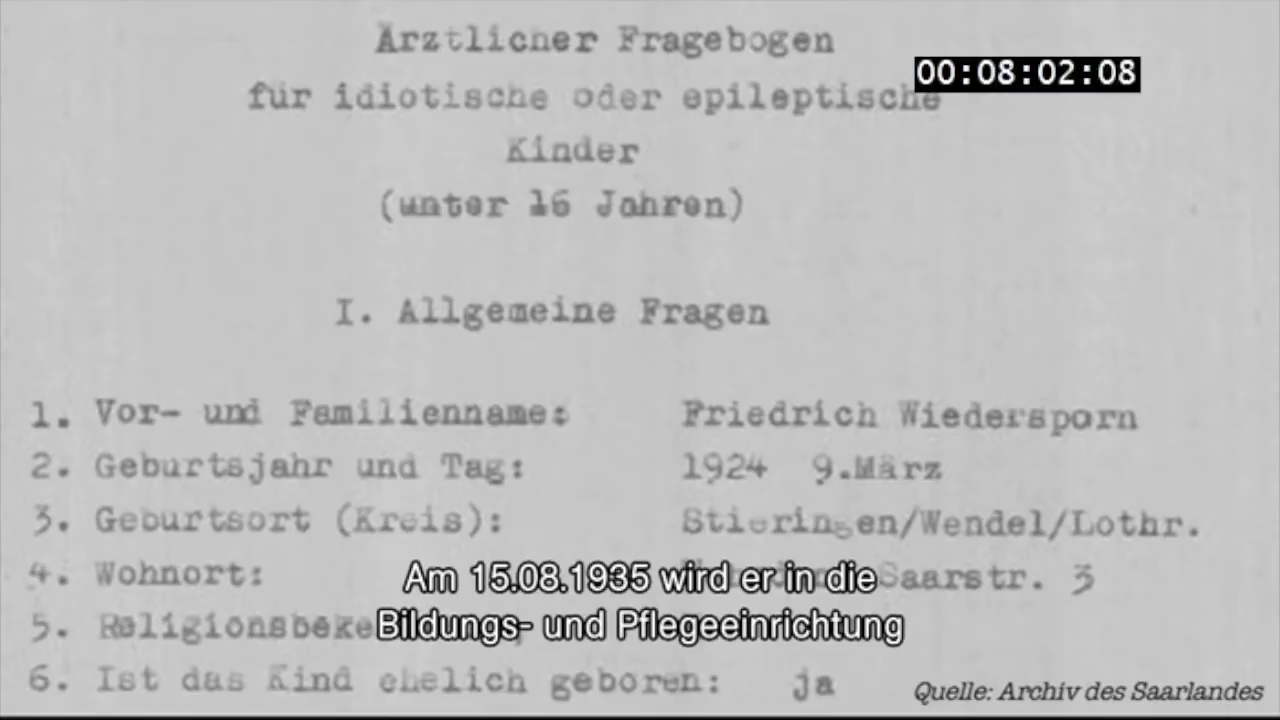 Ärztlicher Fragebogen
00:08:02:08
für idiotische oder epileptische
Kinder
(unter 16 Jahren)
I. Allgemeine Fragen
1. Vor- und Familienname: Friedrich Wiedersporn
2. Geburtsjahr und Tag: 1924 9.März
3. Geburtsort (Kreis): Stieringen/Wendel/Lothr.
4. Wohnort: Saarstr. 3
5.
6. Ist das Kind ehelich geboren: ja
Am 15.08.1935 wird er in die
Bildungs- und Pflegeeinrichtung
Quelle: Archiv des Saarlandes